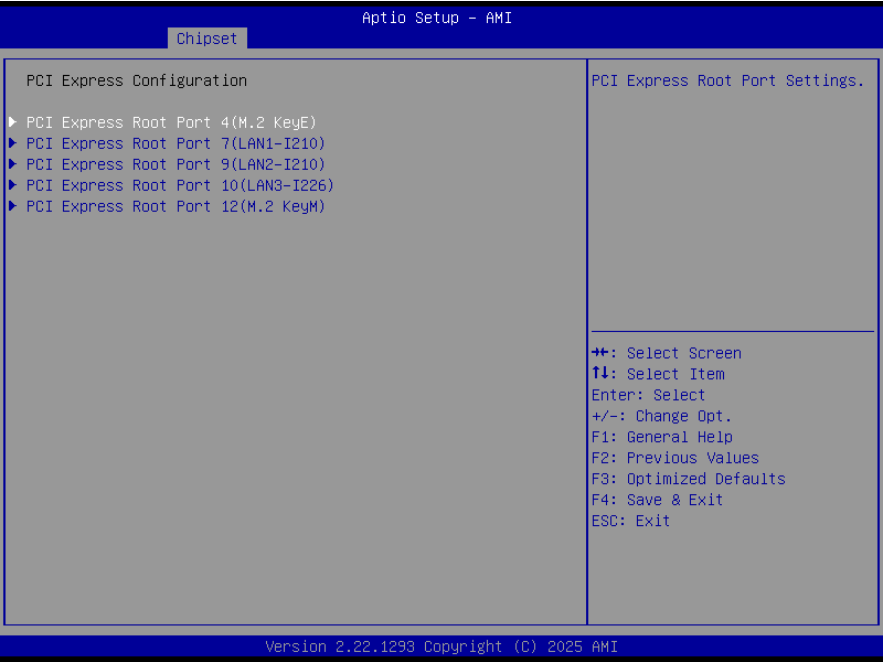 Aptio Setup – AMI
Chipset
PCI Express Configuration
PCI Express Root Port 4(M.2 KeyE)
PCI Express Root Port 7(LAN1-I210)
PCI Express Root Port 9(LAN2-I210)
PCI Express Root Port 10(LAN3-I226)
PCI Express Root Port 12(M.2 KeyM)
PCI Express Root Port Settings.
→←: Select Screen
↑↓: Select Item
Enter: Select
+/-: Change Opt.
F1: General Help
F2: Previous Values
F3: Optimized Defaults
F4: Save & Exit
ESC: Exit
Version 2.22.1293 Copyright (C) 2025 AMI